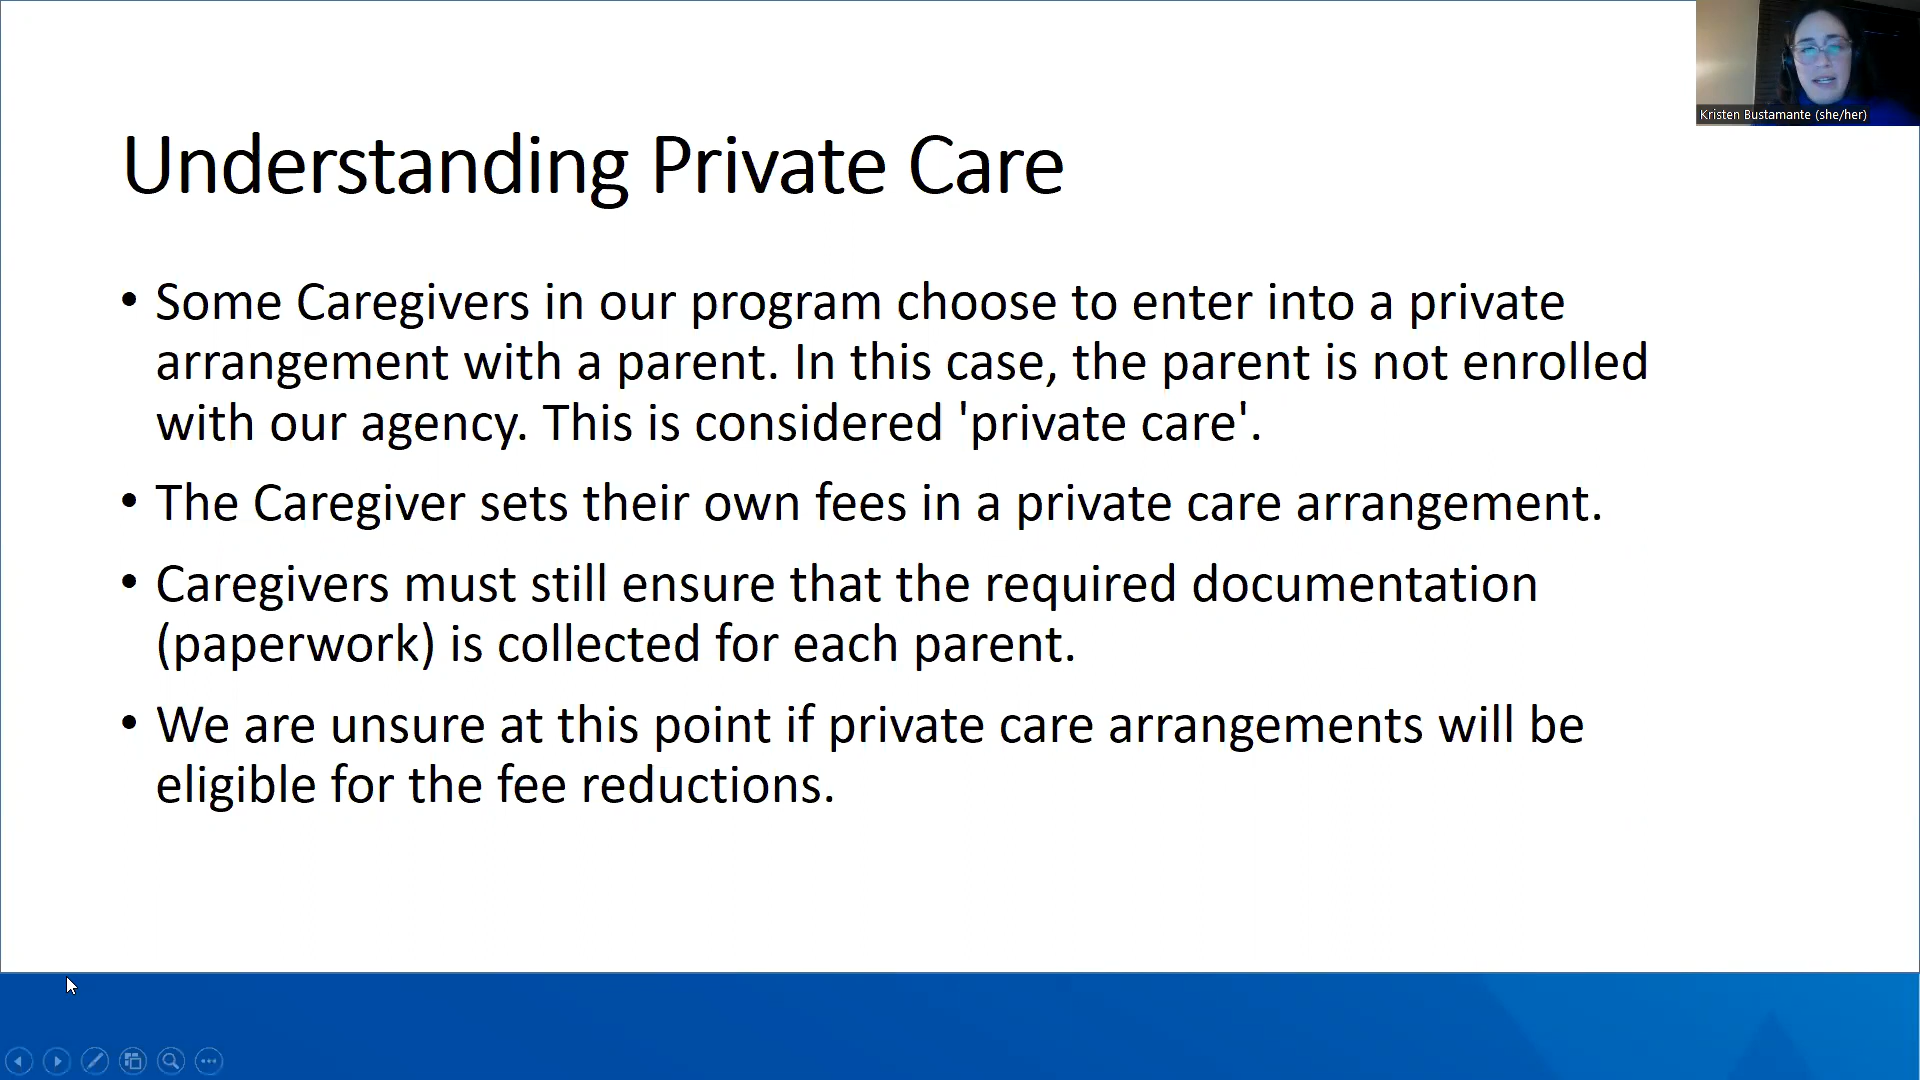 Kristen Bustamante (she/her)
Understanding Private Care
• Some Caregivers in our program choose to enter into a private
arrangement with a parent. In this case, the parent is not enrolled
with our agency. This is considered 'private care'.
• The Caregiver sets their own fees in a private care arrangement.
• Caregivers must still ensure that the required documentation
(paperwork) is collected for each parent.
• We are unsure at this point if private care arrangements will be
eligible for the fee reductions.